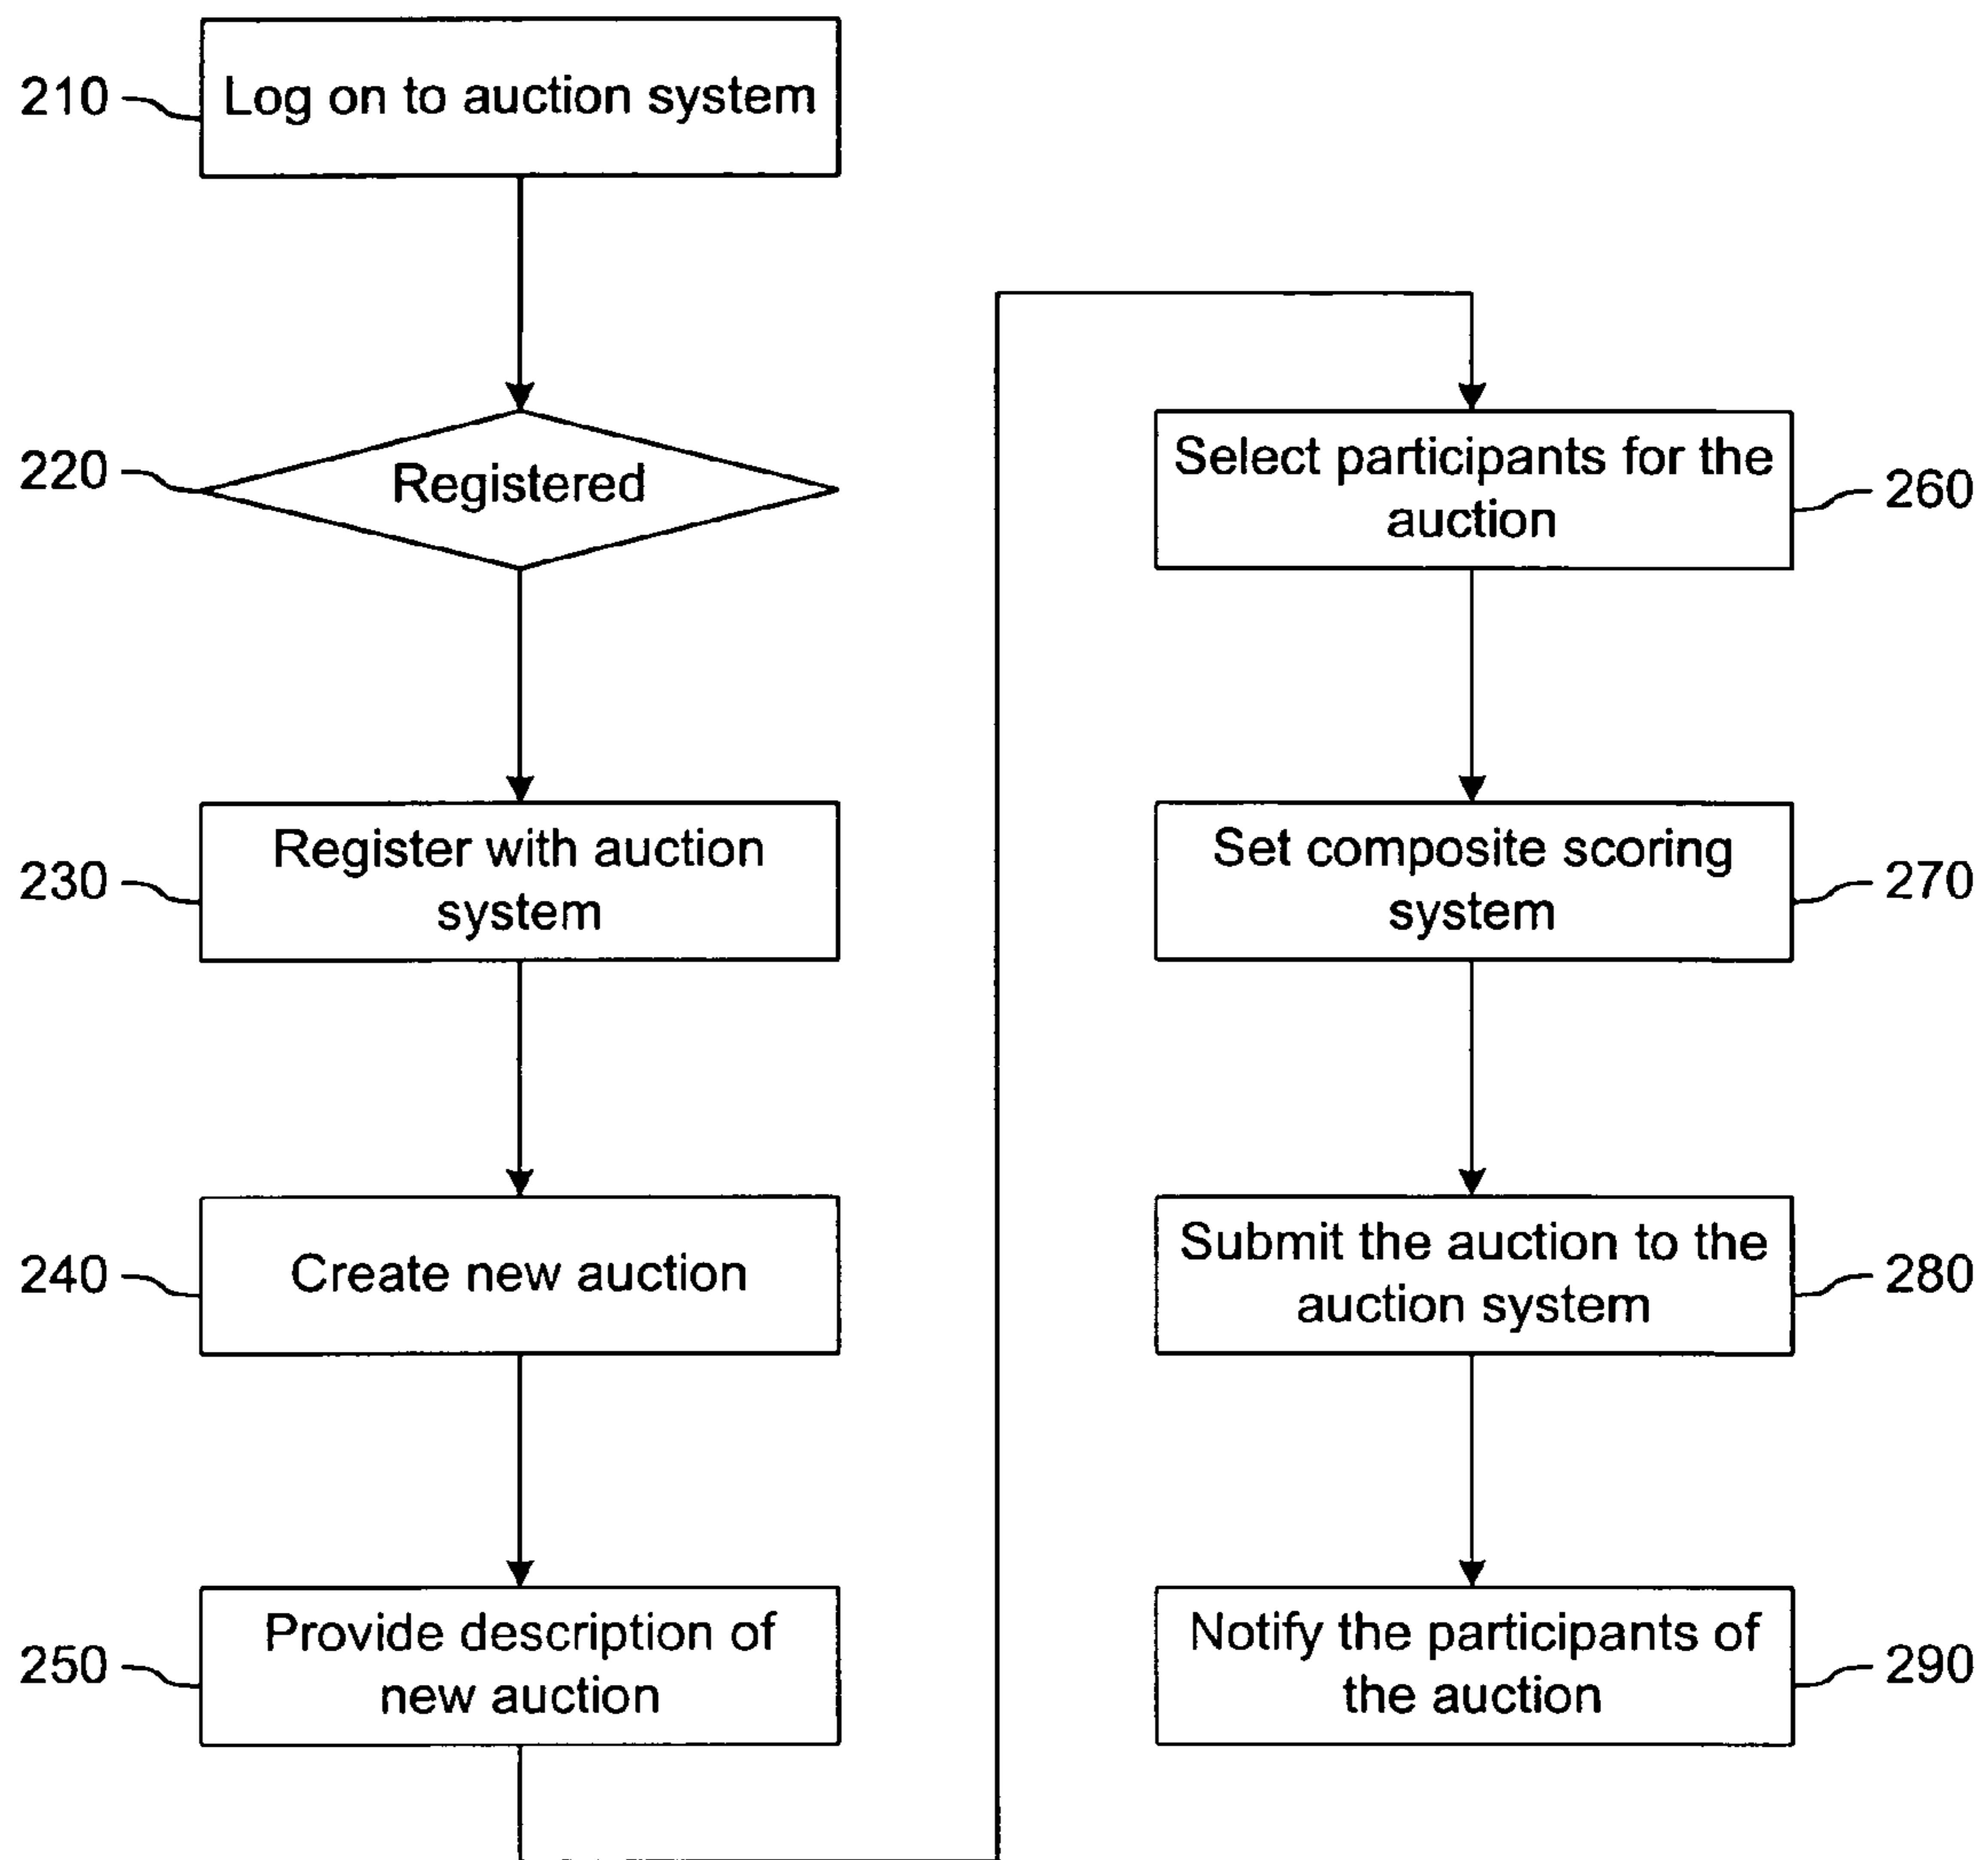 210
Log on to auction system
220
Registered
230
Register with auction
system
240
Create new auction
250
Provide description of
new auction
Select participants for the
auction
260
Set composite scoring
system
270
Submit the auction to the
auction system
280
Notify the participants of
the auction
290